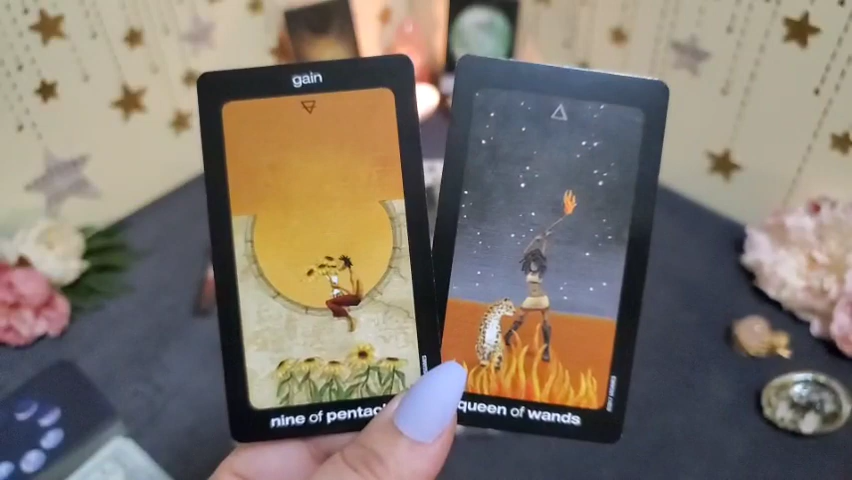 gain
nine of pentac
queen of wands